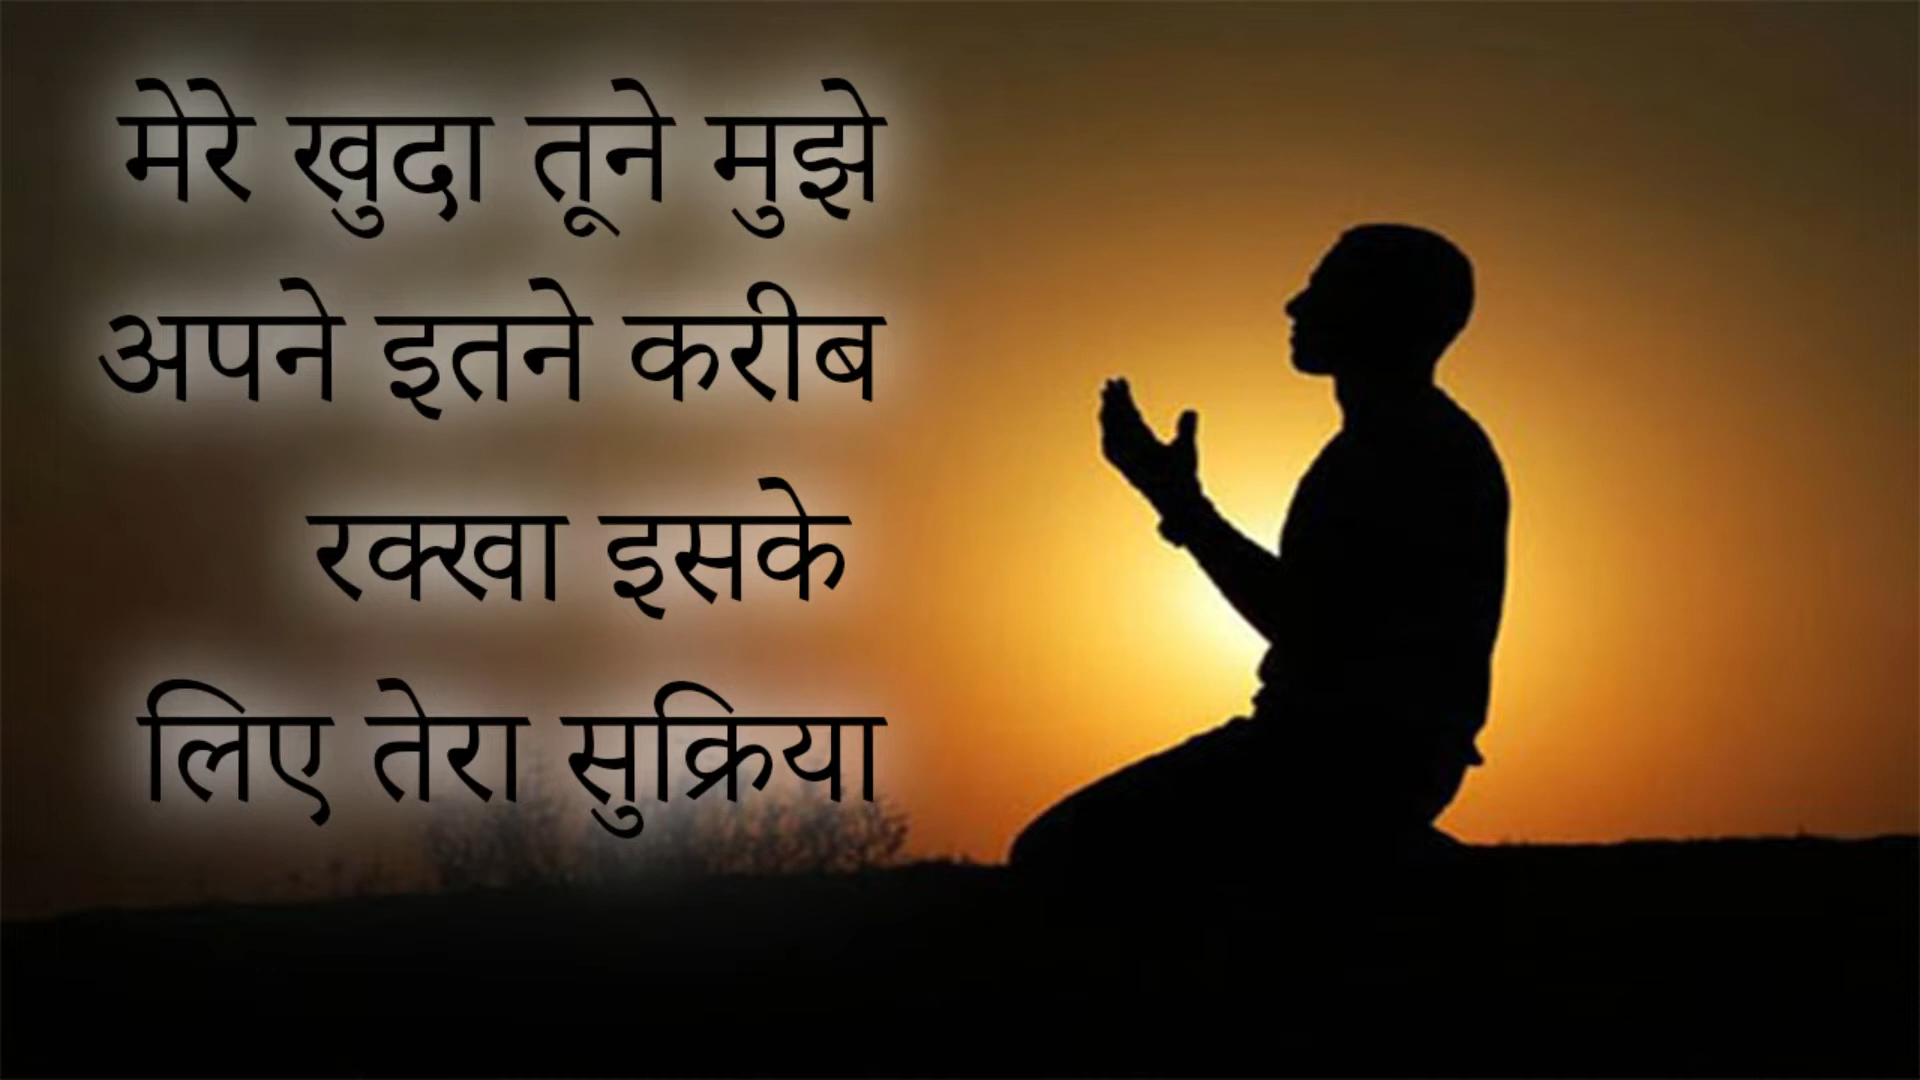 मेरे खुदा तूने मुझे
अपने इतने करीब
रक्खा इसके
लिए तेरा सुक्रिया